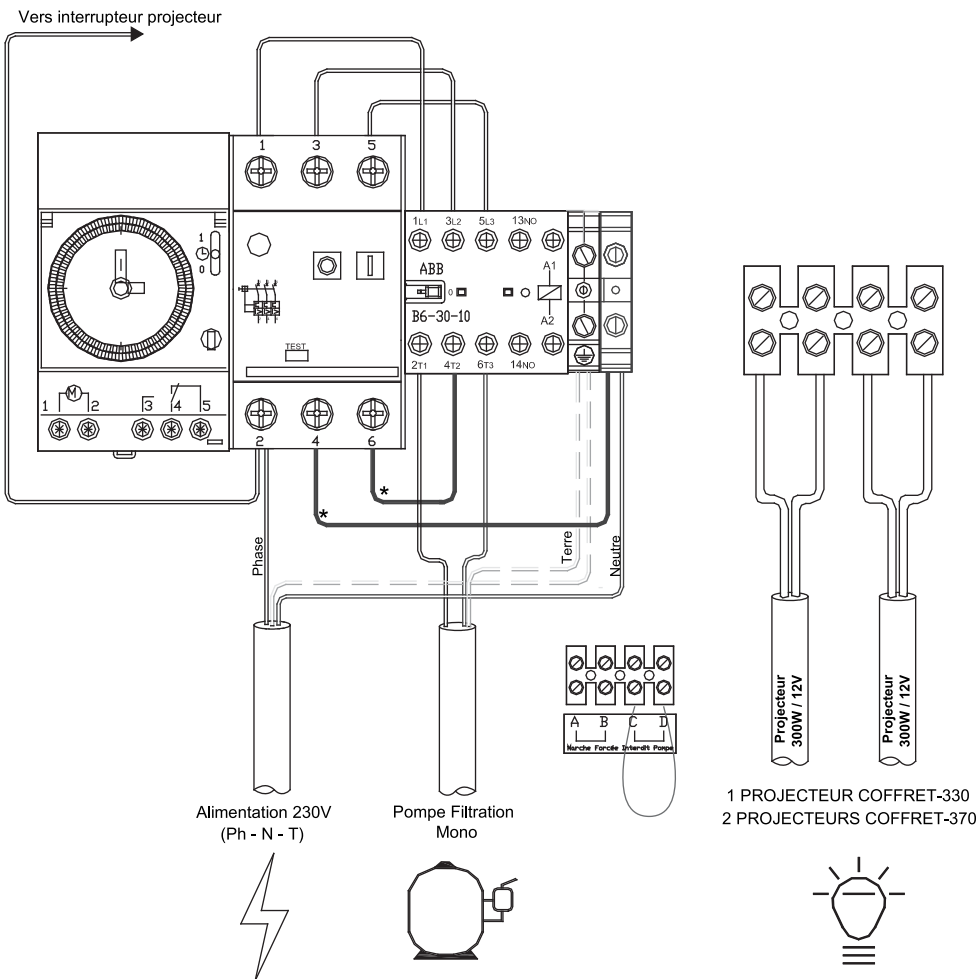 Vers interrupteur projecteur
1 3 5
1L1 3L2 5L3 13NO
1
0
ABB
A1
0
B6-30-10
A2
TEST
2T1 4T2 6T3 14NO
M
1 2 3 4 5
2 4 6
*
*
Phase
Terre
Neutre
Projecteur
300W / 12V
Projecteur
300W / 12V
A B C D
Marche Forcée Interdit Pompe
1 PROJECTEUR COFFRET-330
2 PROJECTEURS COFFRET-370
Alimentation 230V
(Ph - N - T)
Pompe Filtration
Mono